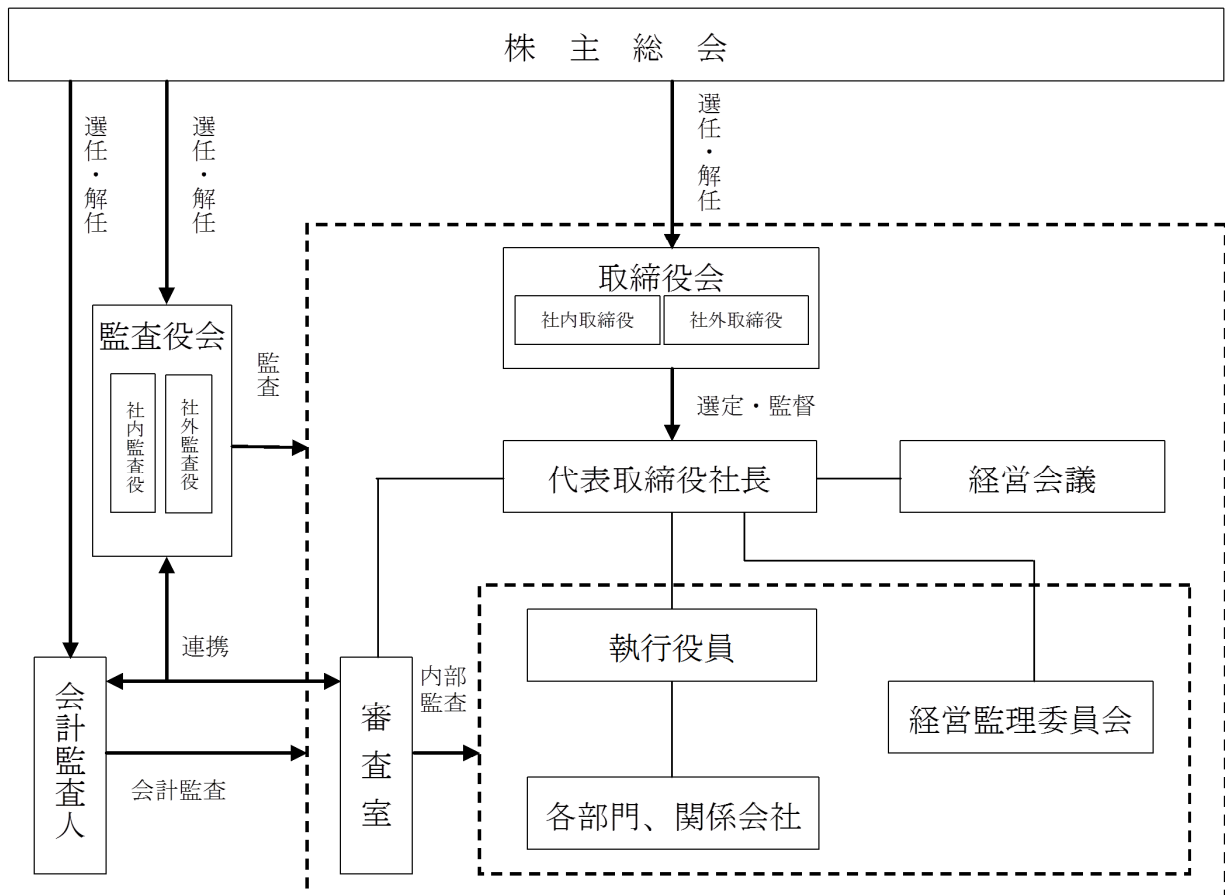 株 主 総 会
選任・解任
選任・解任
選任・解任
取締役会
社内取締役
社外取締役
監査役会
社内監査役
社外監査役
監査
選定・監督
代表取締役社長
経営会議
連携
執行役員
会計監査人
審査室
内部
監査
経営監理委員会
会計監査
各部門、関係会社